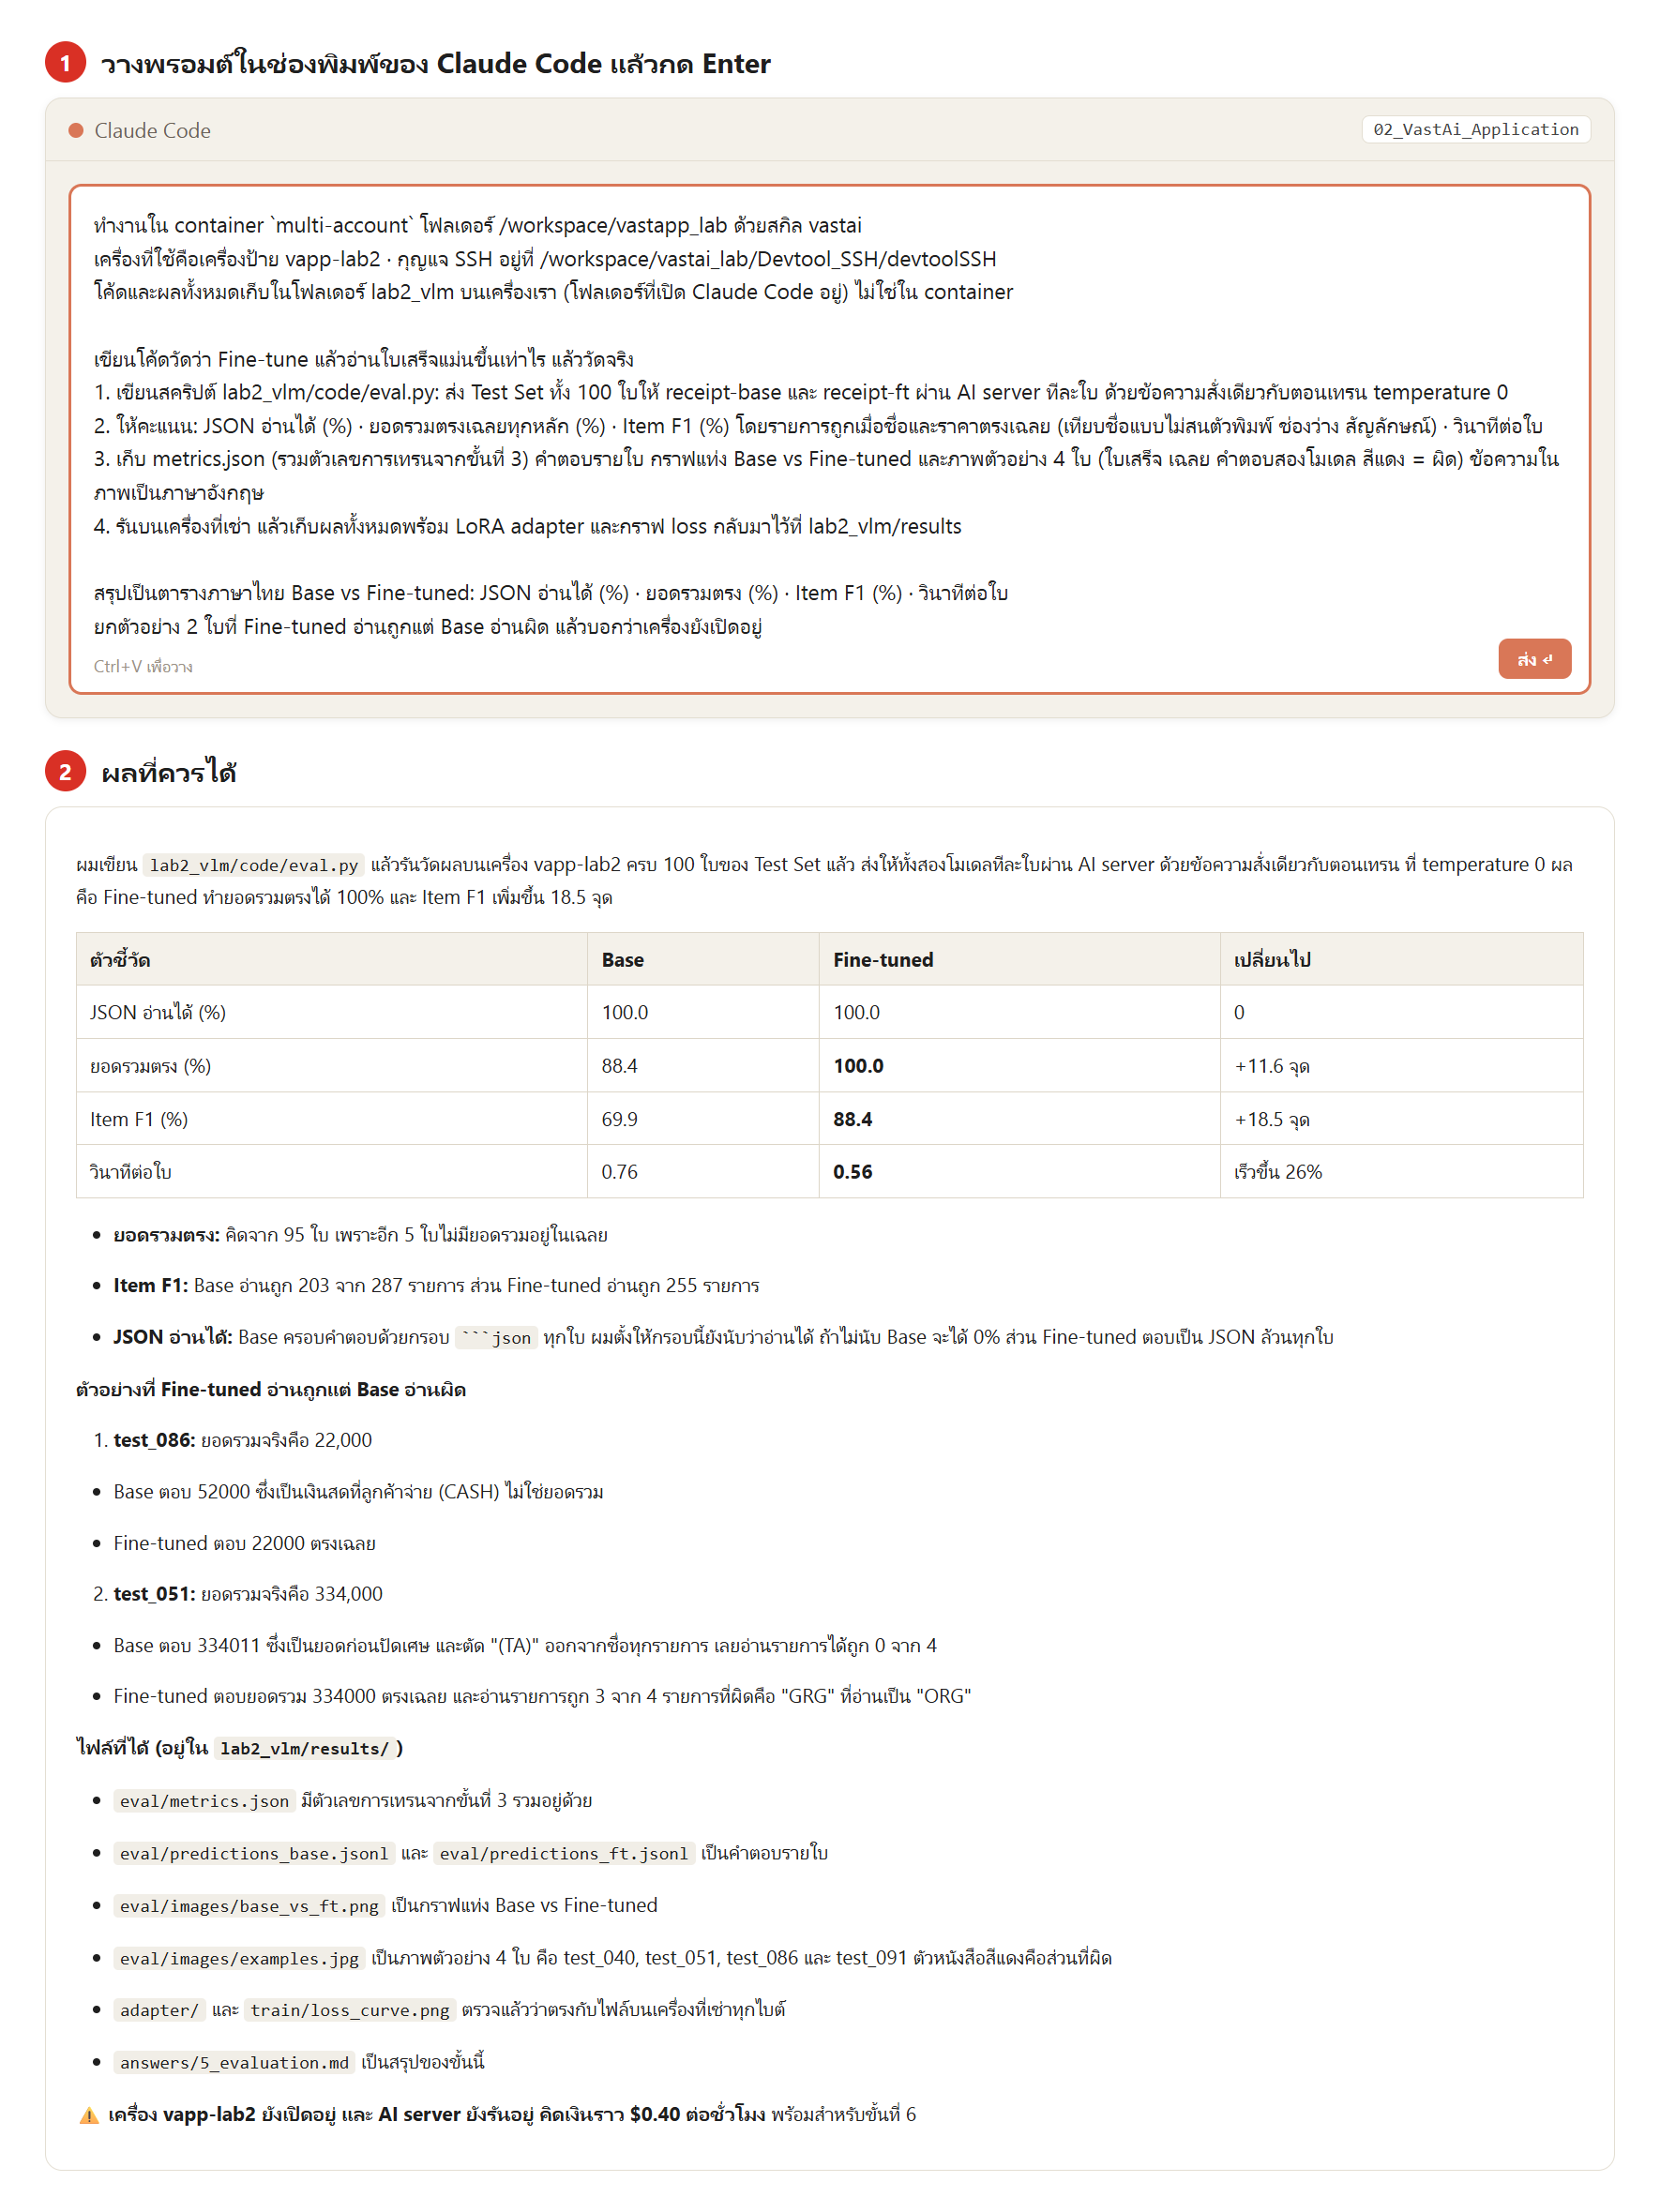 1 วางพรอมต์ในช่องพิมพ์ของ Claude Code แล้วกด Enter
Claude Code
02_VastAi_Application
ทำงานใน container `multi-account` โฟลเดอร์ /workspace/vastapp_lab ด้วยสกิล vastai
เครื่องที่ใช้คือเครื่องป้าย vapp-lab2 · กุญแจ SSH อยู่ที่ /workspace/vastai_lab/Devtool_SSH/devtoolSSH
โค้ดและผลทั้งหมดเก็บในโฟลเดอร์ lab2_vlm บนเครื่องเรา (โฟลเดอร์ที่เปิด Claude Code อยู่) ไม่ใช่ใน container
เขียนโค้ดวัดว่า Fine-tune แล้วอ่านใบเสร็จแม่นขึ้นเท่าไร แล้ววัดจริง
1. เขียนสคริปต์ lab2_vlm/code/eval.py: ส่ง Test Set ทั้ง 100 ใบให้ receipt-base และ receipt-ft ผ่าน AI server ทีละใบ ด้วยข้อความสั่งเดียวกับตอนเทรน temperature 0
2. ให้คะแนน: JSON อ่านได้ (%) · ยอดรวมตรงเฉลยทุกหลัก (%) · Item F1 (%) โดยรายการถูกเมื่อชื่อและราคาตรงเฉลย (เทียบชื่อแบบไม่สนตัวพิมพ์ ช่องว่าง สัญลักษณ์) · วินาทีต่อใบ
3. เก็บ metrics.json (รวมตัวเลขการเทรนจากขั้นที่ 3) คำตอบรายใบ กราฟแท่ง Base vs Fine-tuned และภาพตัวอย่าง 4 ใบ (ใบเสร็จ เฉลย คำตอบสองโมเดล สีแดง = ผิด) ข้อความใน
ภาพเป็นภาษาอังกฤษ
4. รันบนเครื่องที่เช่า แล้วเก็บผลทั้งหมดพร้อม LoRA adapter และกราฟ loss กลับมาไว้ที่ lab2_vlm/results
สรุปเป็นตารางภาษาไทย Base vs Fine-tuned: JSON อ่านได้ (%) · ยอดรวมตรง (%) · Item F1 (%) · วินาทีต่อใบ
ยกตัวอย่าง 2 ใบที่ Fine-tuned อ่านถูกแต่ Base อ่านผิด แล้วบอกว่าเครื่องยังเปิดอยู่
Ctrl+V เพื่อวาง
ส่ง ⏎
2 ผลที่ควรได้
ผมเขียน lab2_vlm/code/eval.py แล้วรันวัดผลบนเครื่อง vapp-lab2 ครบ 100 ใบของ Test Set แล้ว ส่งให้ทั้งสองโมเดลทีละใบผ่าน AI server ด้วยข้อความสั่งเดียวกับตอนเทรน ที่ temperature 0 ผล
คือ Fine-tuned ทำยอดรวมตรงได้ 100% และ Item F1 เพิ่มขึ้น 18.5 จุด
ตัวชี้วัด Base Fine-tuned เปลี่ยนไป
JSON อ่านได้ (%) 100.0 100.0 0
ยอดรวมตรง (%) 88.4 100.0 +11.6 จุด
Item F1 (%) 69.9 88.4 +18.5 จุด
วินาทีต่อใบ 0.76 0.56 เร็วขึ้น 26%
• ยอดรวมตรง: คิดจาก 95 ใบ เพราะอีก 5 ใบไม่มียอดรวมอยู่ในเฉลย
• Item F1: Base อ่านถูก 203 จาก 287 รายการ ส่วน Fine-tuned อ่านถูก 255 รายการ
• JSON อ่านได้: Base ครอบคำตอบด้วยกรอบ ```json ทุกใบ ผมตั้งให้กรอบนี้ยังนับว่าอ่านได้ ถ้าไม่นับ Base จะได้ 0% ส่วน Fine-tuned ตอบเป็น JSON ล้วนทุกใบ
ตัวอย่างที่ Fine-tuned อ่านถูกแต่ Base อ่านผิด
1. test_086: ยอดรวมจริงคือ 22,000
• Base ตอบ 52000 ซึ่งเป็นเงินสดที่ลูกค้าจ่าย (CASH) ไม่ใช่ยอดรวม
• Fine-tuned ตอบ 22000 ตรงเฉลย
2. test_051: ยอดรวมจริงคือ 334,000
• Base ตอบ 334011 ซึ่งเป็นยอดก่อนปัดเศษ และตัด "(TA)" ออกจากชื่อทุกรายการ เลยอ่านรายการได้ถูก 0 จาก 4
• Fine-tuned ตอบยอดรวม 334000 ตรงเฉลย และอ่านรายการถูก 3 จาก 4 รายการที่ผิดคือ "GRG" ที่อ่านเป็น "ORG"
ไฟล์ที่ได้ (อยู่ใน lab2_vlm/results/ )
• eval/metrics.json มีตัวเลขการเทรนจากขั้นที่ 3 รวมอยู่ด้วย
• eval/predictions_base.jsonl และ eval/predictions_ft.jsonl เป็นคำตอบรายใบ
• eval/images/base_vs_ft.png เป็นกราฟแท่ง Base vs Fine-tuned
• eval/images/examples.jpg เป็นภาพตัวอย่าง 4 ใบ คือ test_040, test_051, test_086 และ test_091 ตัวหนังสือสีแดงคือส่วนที่ผิด
• adapter/ และ train/loss_curve.png ตรวจแล้วว่าตรงกับไฟล์บนเครื่องที่เช่าทุกไบต์
• answers/5_evaluation.md เป็นสรุปของขั้นนี้
⚠️ เครื่อง vapp-lab2 ยังเปิดอยู่ และ AI server ยังรันอยู่ คิดเงินราว $0.40 ต่อชั่วโมง พร้อมสำหรับขั้นที่ 6